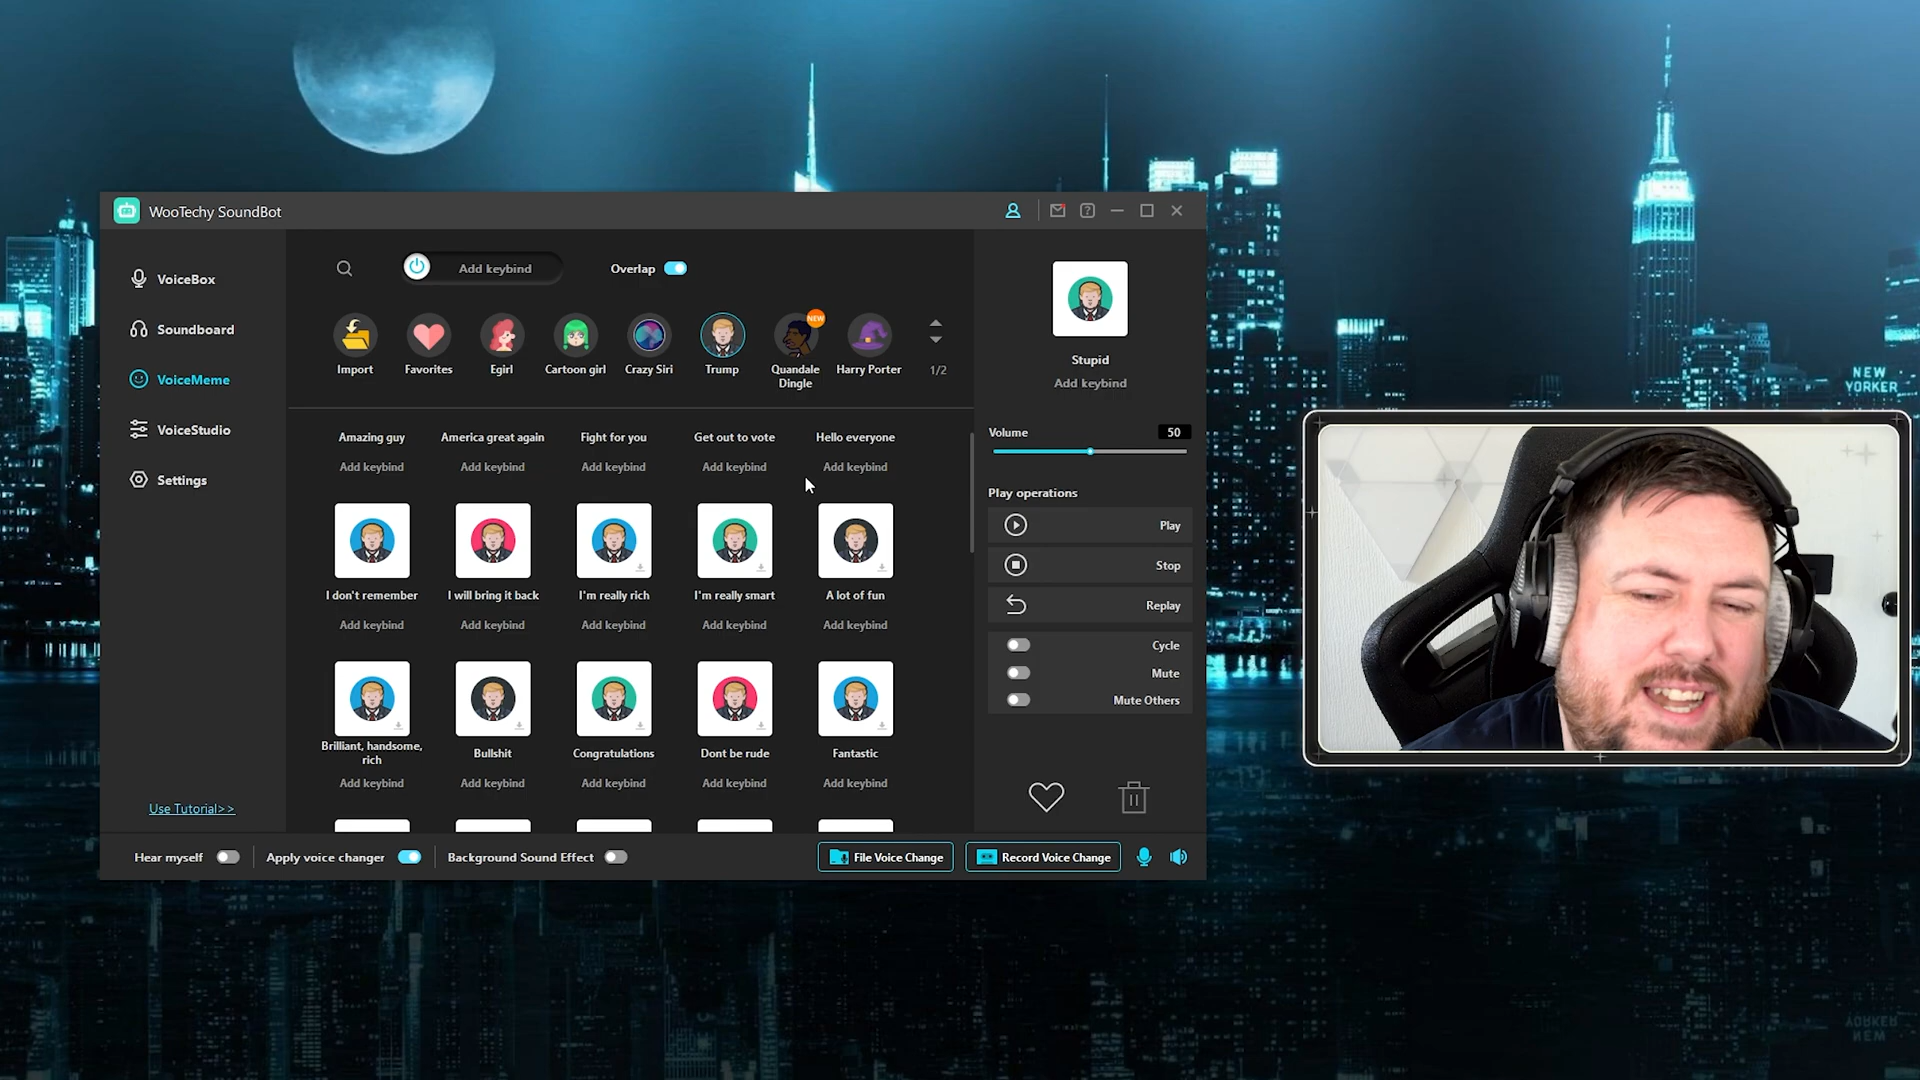 WooTechy SoundBot
VoiceBox
Soundboard
VoiceMeme
VoiceStudio
Settings
Use Tutorial>>
Add keybind
Overlap
NEW
Import
Favorites
Egirl
Cartoon girl
Crazy Siri
Trump
Quandale
Dingle
Harry Porter
1/2
Amazing guy
America great again
Fight for you
Get out to vote
Hello everyone
Add keybind
Add keybind
Add keybind
Add keybind
Add keybind
I don't remember
I will bring it back
I'm really rich
I'm really smart
A lot of fun
Add keybind
Add keybind
Add keybind
Add keybind
Add keybind
Brilliant, handsome,
rich
Bullshit
Congratulations
Dont be rude
Fantastic
Add keybind
Add keybind
Add keybind
Add keybind
Add keybind
Stupid
Add keybind
Volume
50
Play operations
Play
Stop
Replay
Cycle
Mute
Mute Others
Hear myself
Apply voice changer
Background Sound Effect
File Voice Change
Record Voice Change
NEW
YORKER